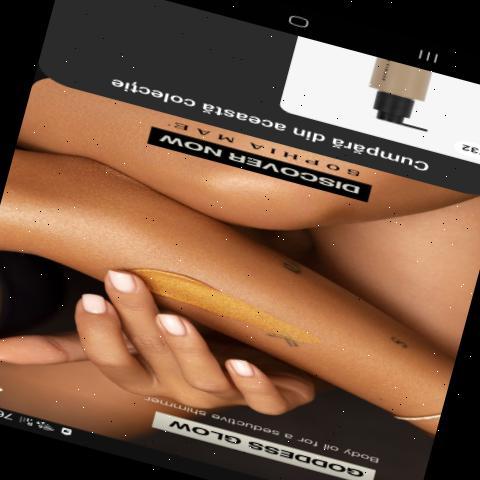 GODDESS GLOW
Body oil for a seductive shimmer
DISCOVER NOW
SOPHIA MAE
Cumpără din această colecție